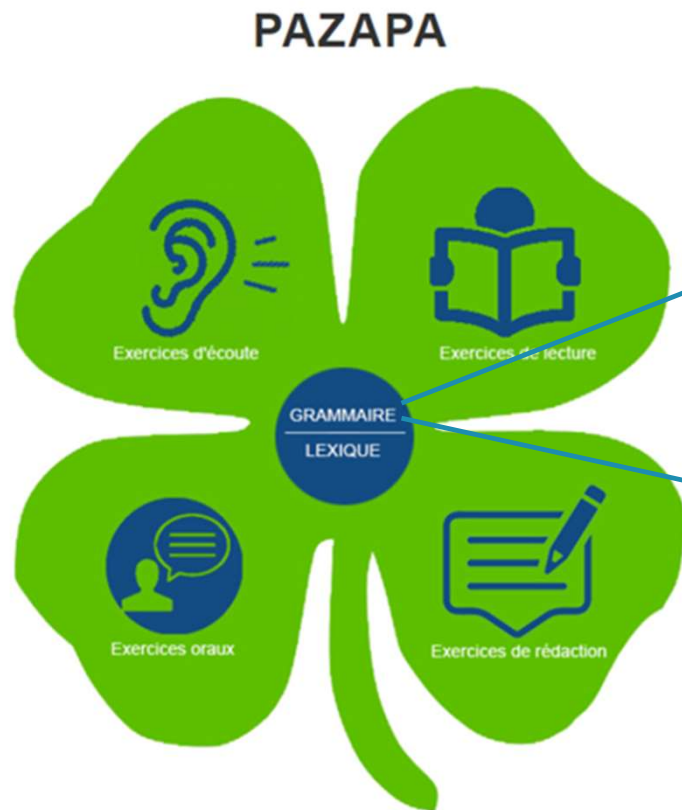 PAZAPA
Exercices d'écoute
Exercices de lecture
GRAMMAIRE
LEXIQUE
Exercices oraux
Exercices de rédaction